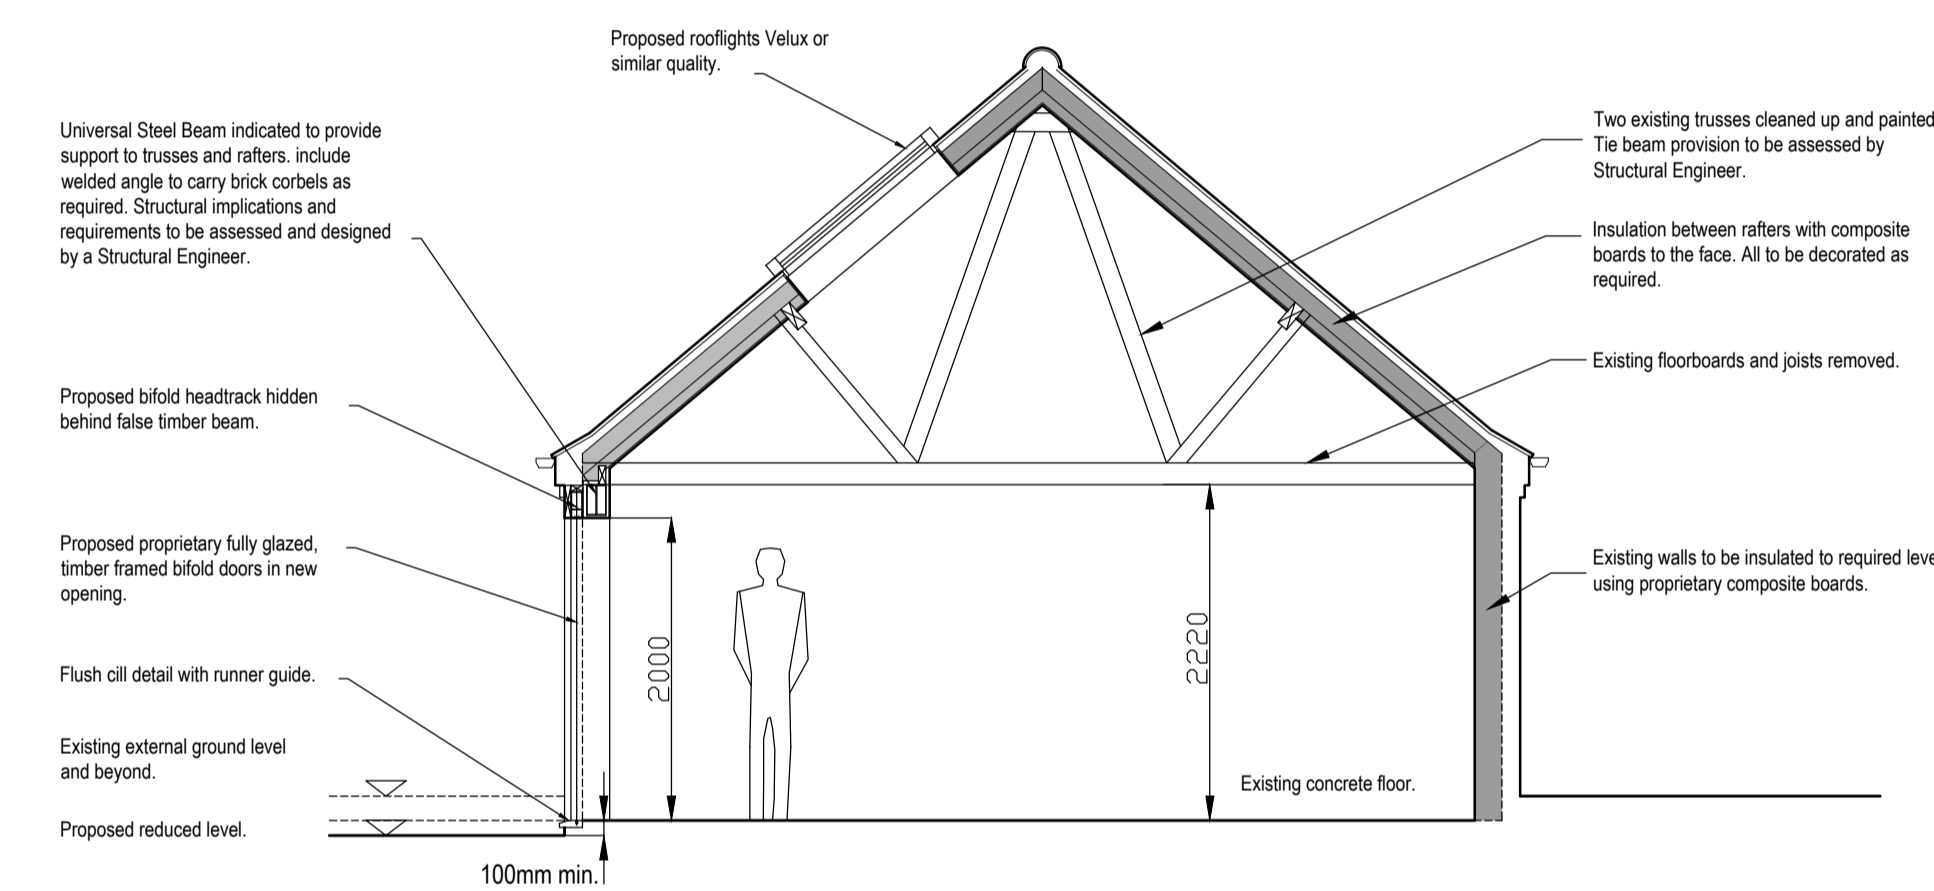 Proposed rooflights Velux or
similar quality.
Universal Steel Beam indicated to provide
support to trusses and rafters. include
welded angle to carry brick corbels as
required. Structural implications and
requirements to be assessed and designed
by a Structural Engineer.
Proposed bifold headtrack hidden
behind false timber beam.
Proposed proprietary fully glazed,
timber framed bifold doors in new
opening.
Flush cill detail with runner guide.
Existing external ground level
and beyond.
Proposed reduced level.
100mm min.
2000
2220
Existing concrete floor.
Two existing trusses cleaned up and painted
Tie beam provision to be assessed by
Structural Engineer.
Insulation between rafters with composite
boards to the face. All to be decorated as
required.
Existing floorboards and joists removed.
Existing walls to be insulated to required leve
using proprietary composite boards.